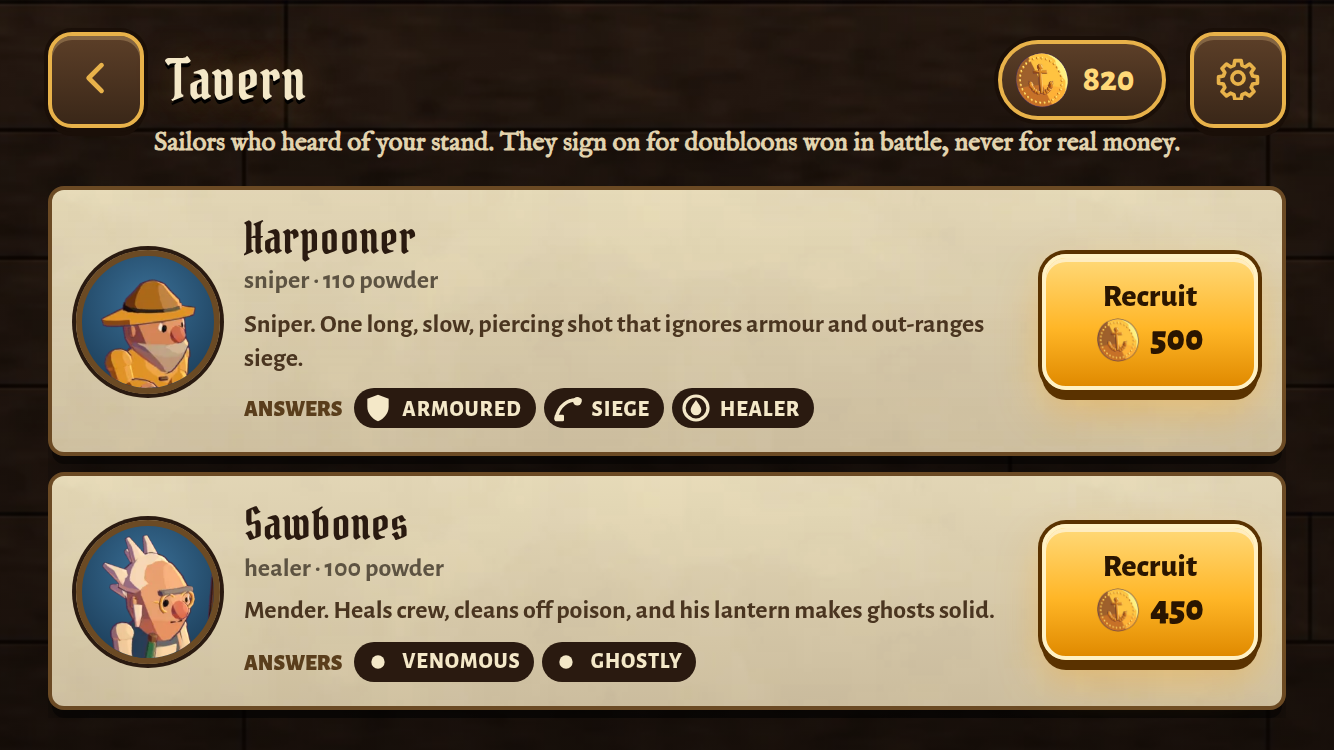 Tavern
820
Sailors who heard of your stand. They sign on for doubloons won in battle, never for real money.
Harpooner
sniper · 110 powder
Sniper. One long, slow, piercing shot that ignores armour and out-ranges
siege.
ANSWERS ARMOURED SIEGE HEALER
Recruit
500
Sawbones
healer · 100 powder
Mender. Heals crew, cleans off poison, and his lantern makes ghosts solid.
ANSWERS VENOMOUS GHOSTLY
Recruit
450